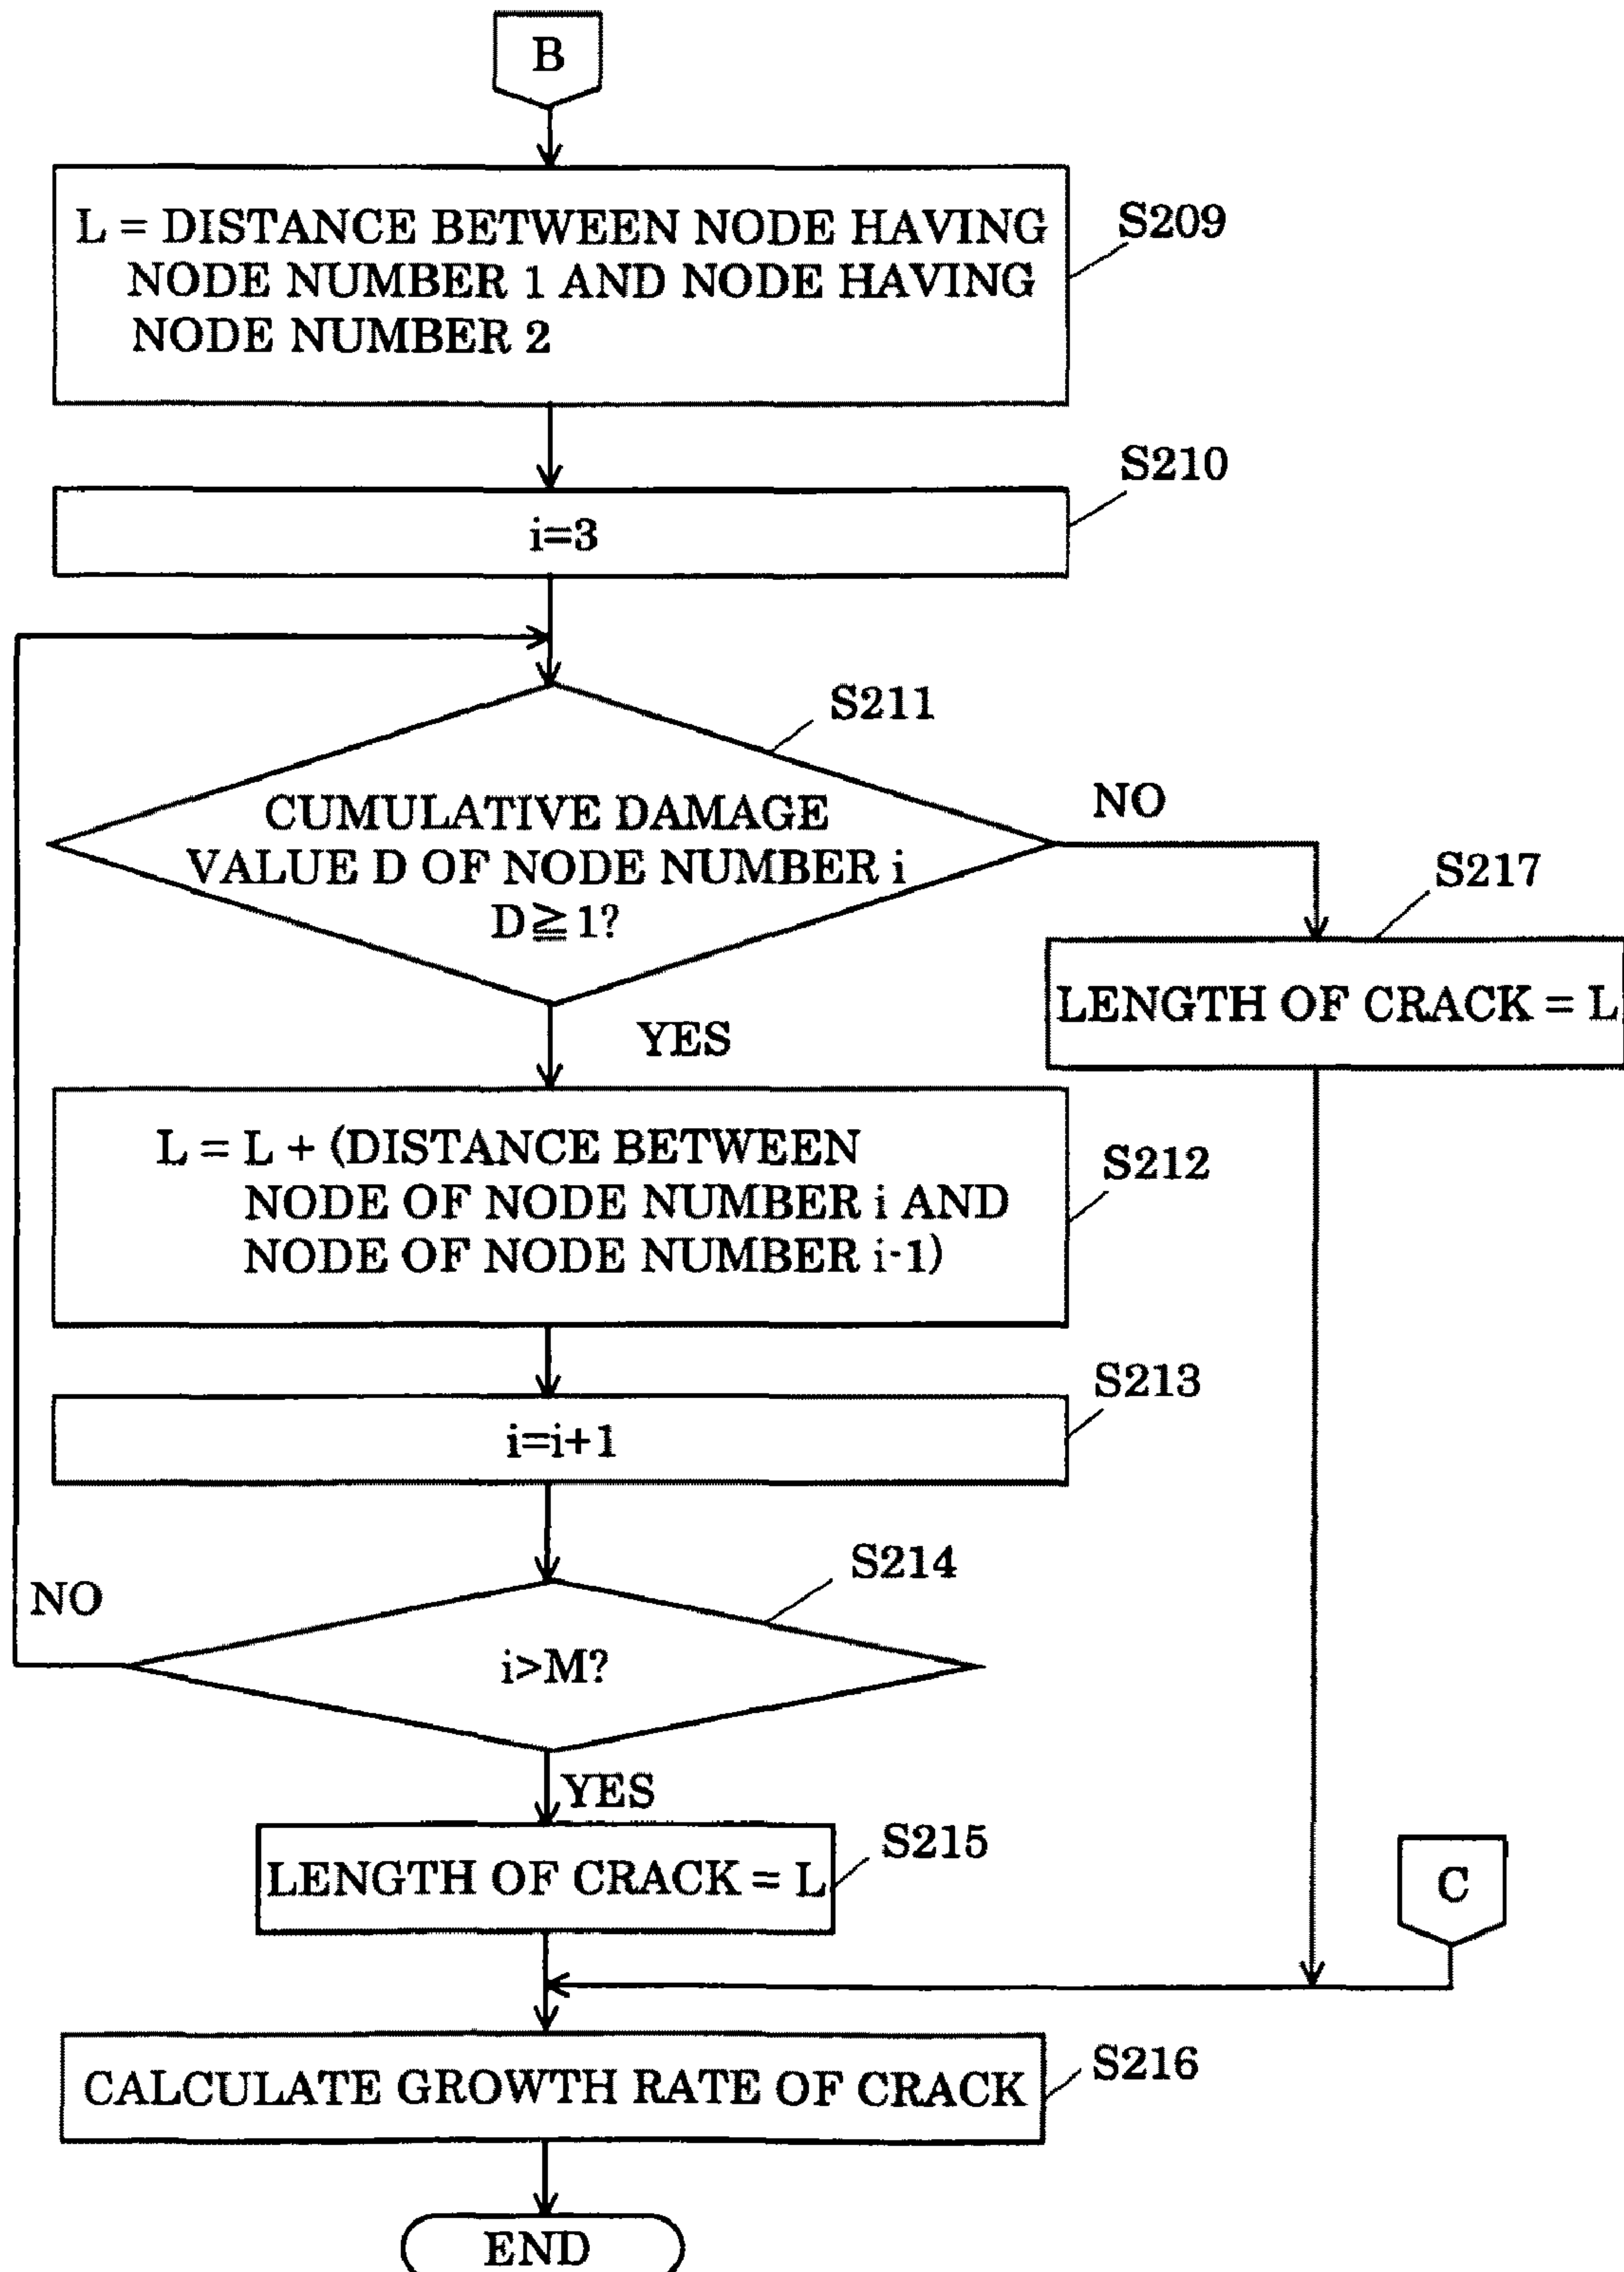 B
L = DISTANCE BETWEEN NODE HAVING
NODE NUMBER 1 AND NODE HAVING
NODE NUMBER 2
S209
S210
i=3
S211
CUMULATIVE DAMAGE
VALUE D OF NODE NUMBER i
D≧1?
NO
S217
LENGTH OF CRACK = L
YES
L = L + (DISTANCE BETWEEN
NODE OF NODE NUMBER i AND
NODE OF NODE NUMBER i-1)
S212
S213
i=i+1
S214
NO
i>M?
YES
S215
LENGTH OF CRACK = L
C
CALCULATE GROWTH RATE OF CRACK
S216
END